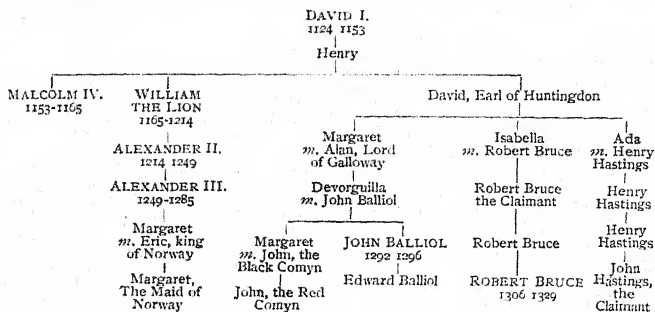 DAVID I.
1124 1153
Henry
MALCOLM IV.
1153-1165
WILLIAM
THE LION
1165-1214
ALEXANDER II.
1214 1249
ALEXANDER III.
1249-1285
Margaret
m. Eric, king
of Norway
Margaret,
The Maid of
Norway
David, Earl of Huntingdon
Margaret
m. Alan, Lord
of Galloway
Devorguilla
m. John Balliol
Margaret
m. John, the
Black Comyn
John, the Red
Comyn
JOHN BALLIOL
1292 1296
Edward Balliol
Isabella
m. Robert Bruce
Robert Bruce
the Claimant
Robert Bruce
ROBERT BRUCE
1306 1329
Ada
m. Henry
Hastings
Henry
Hastings
Henry
Hastings
John
Hastings,
the
Claimant